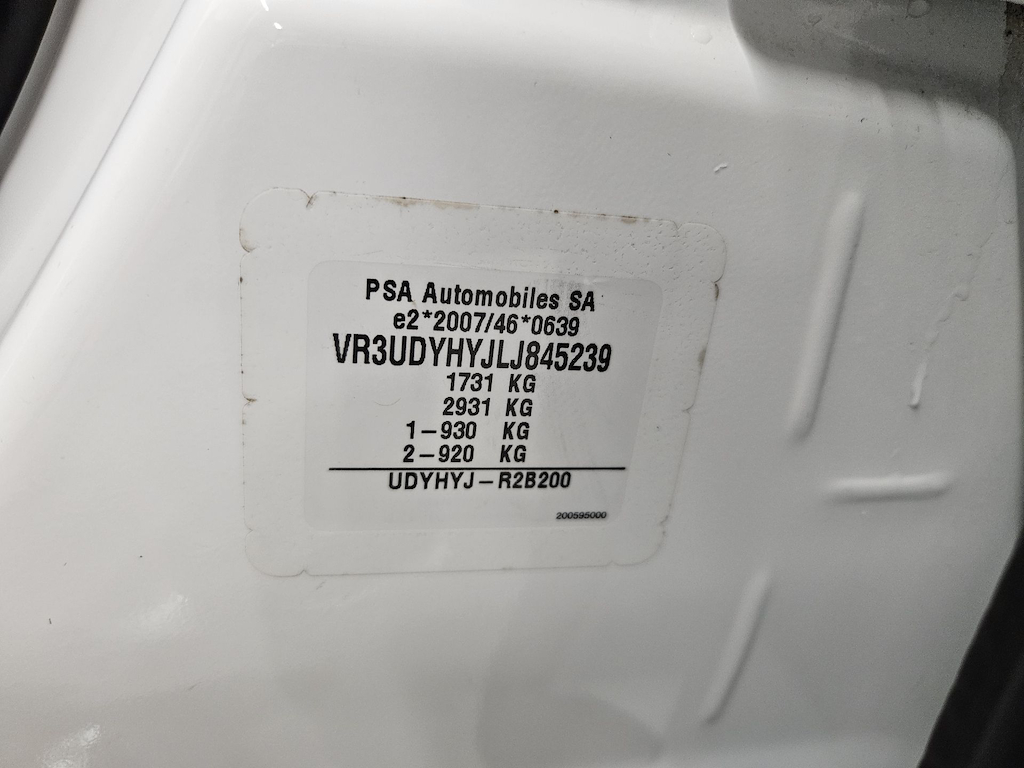 PSA Automobiles SA
e2*2007/46*0639
VR3UDYHYJLJ845239
1731 KG
2931 KG
1-930 KG
2-920 KG
UDYHYJ-R2B200
200595000